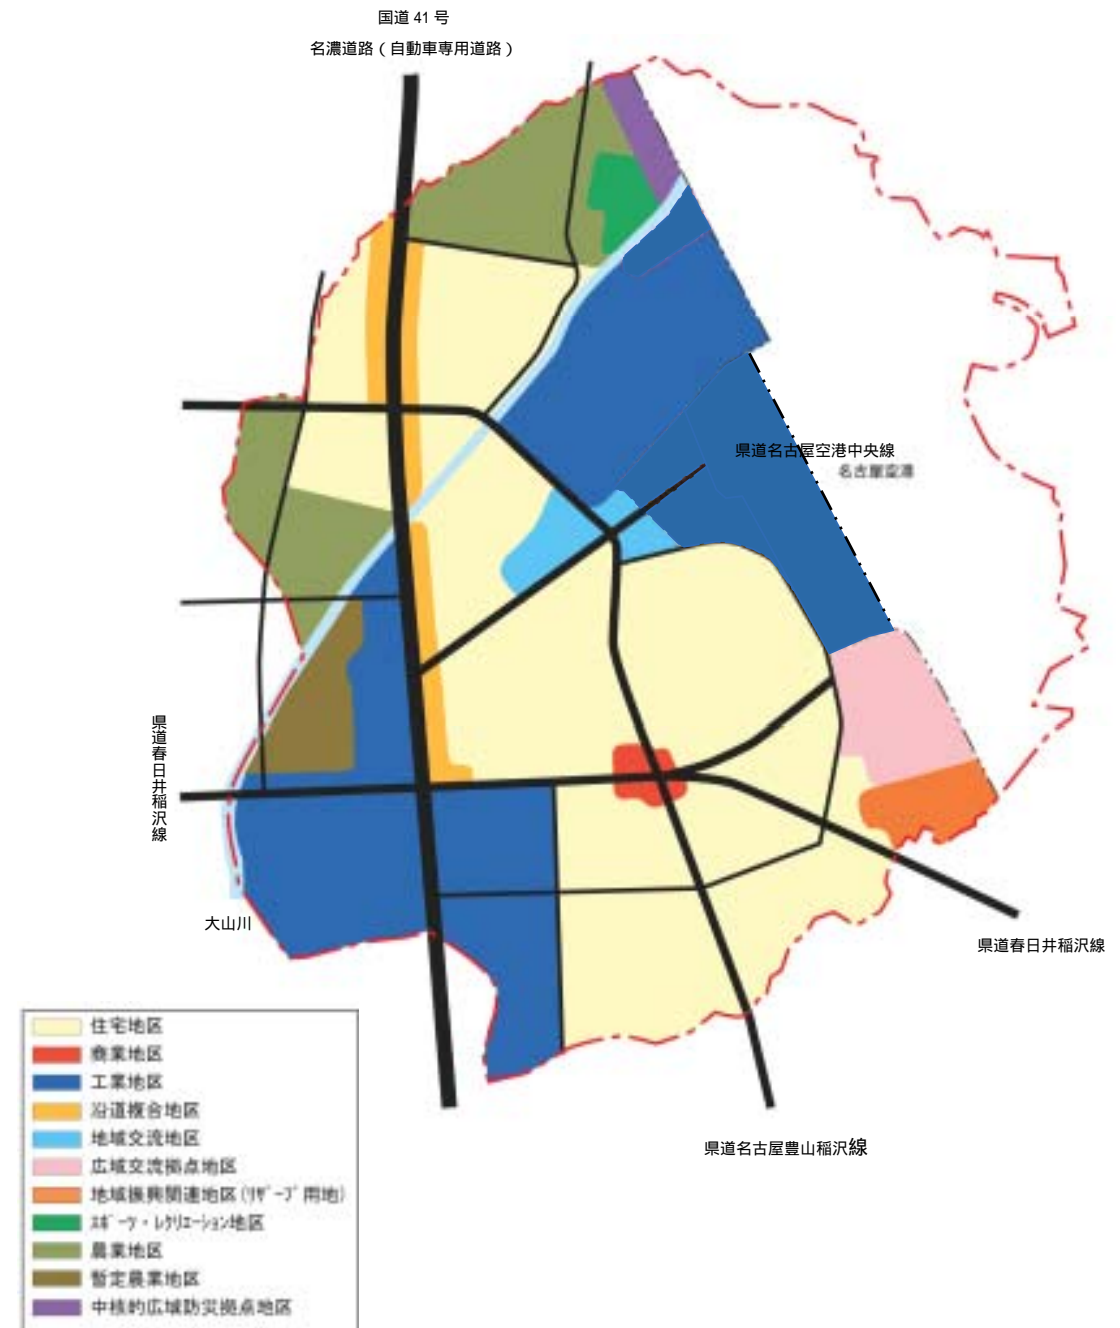 国道 41 号
名濃道路 ( 自動車専用道路 )
県道名古屋空港中央線
名古屋空港
県道春日井稲沢線
大山川
県道春日井稲沢線
県道名古屋豊山稲沢線
住宅地区
商業地区
工業地区
沿道複合地区
地域交流地区
広域交流拠点地区
地域振興関連地区(ﾘｻﾞｰﾌﾞ用地)
ｽﾎﾟｰﾂ・ﾚｸﾘｴｰｼｮﾝ地区
農業地区
暫定農業地区
中核的広域防災拠点地区